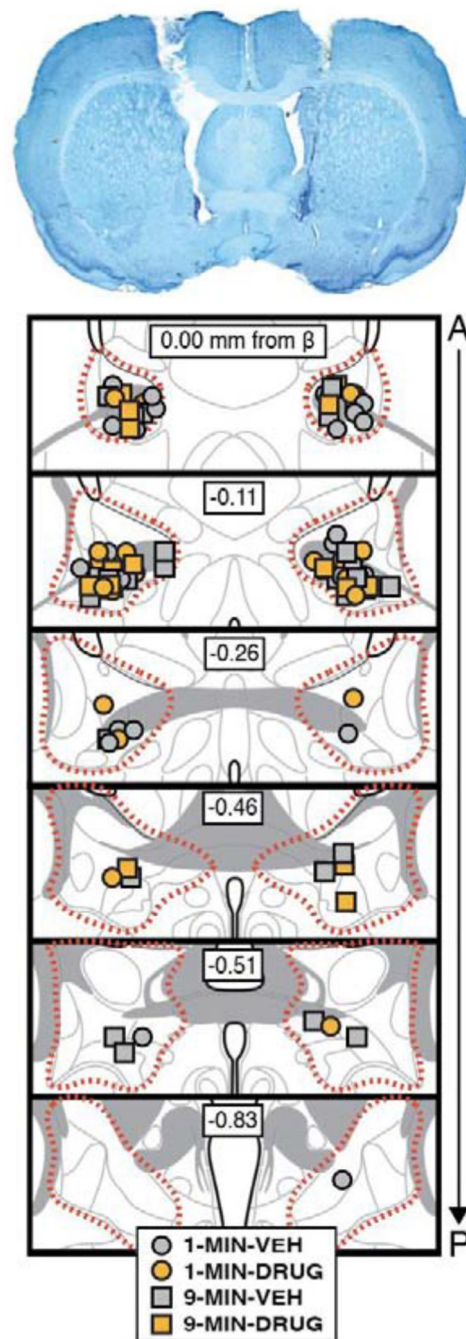 A
0.00 mm from β
-0.11
-0.26
-0.46
-0.51
-0.83
P
1-MIN-VEH
1-MIN-DRUG
9-MIN-VEH
9-MIN-DRUG